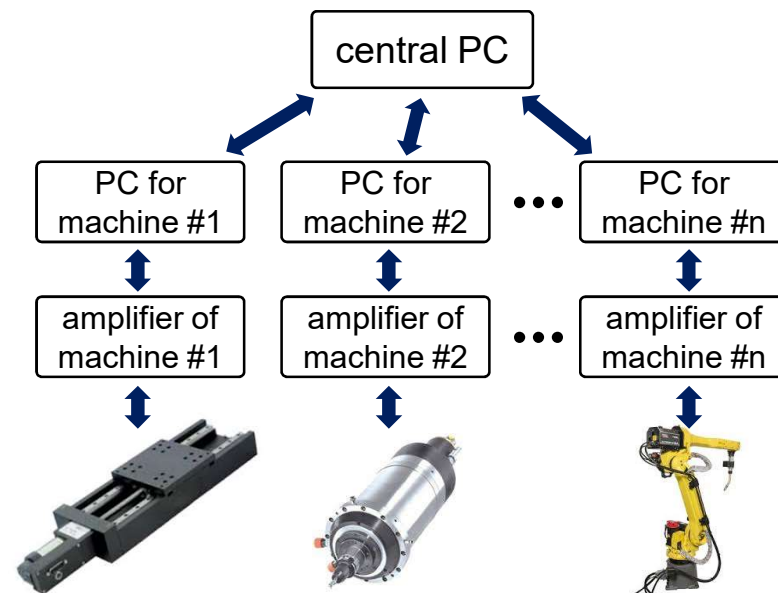 central PC
PC for
machine #1
PC for
machine #2
PC for
machine #n
amplifier of
machine #1
amplifier of
machine #2
amplifier of
machine #n